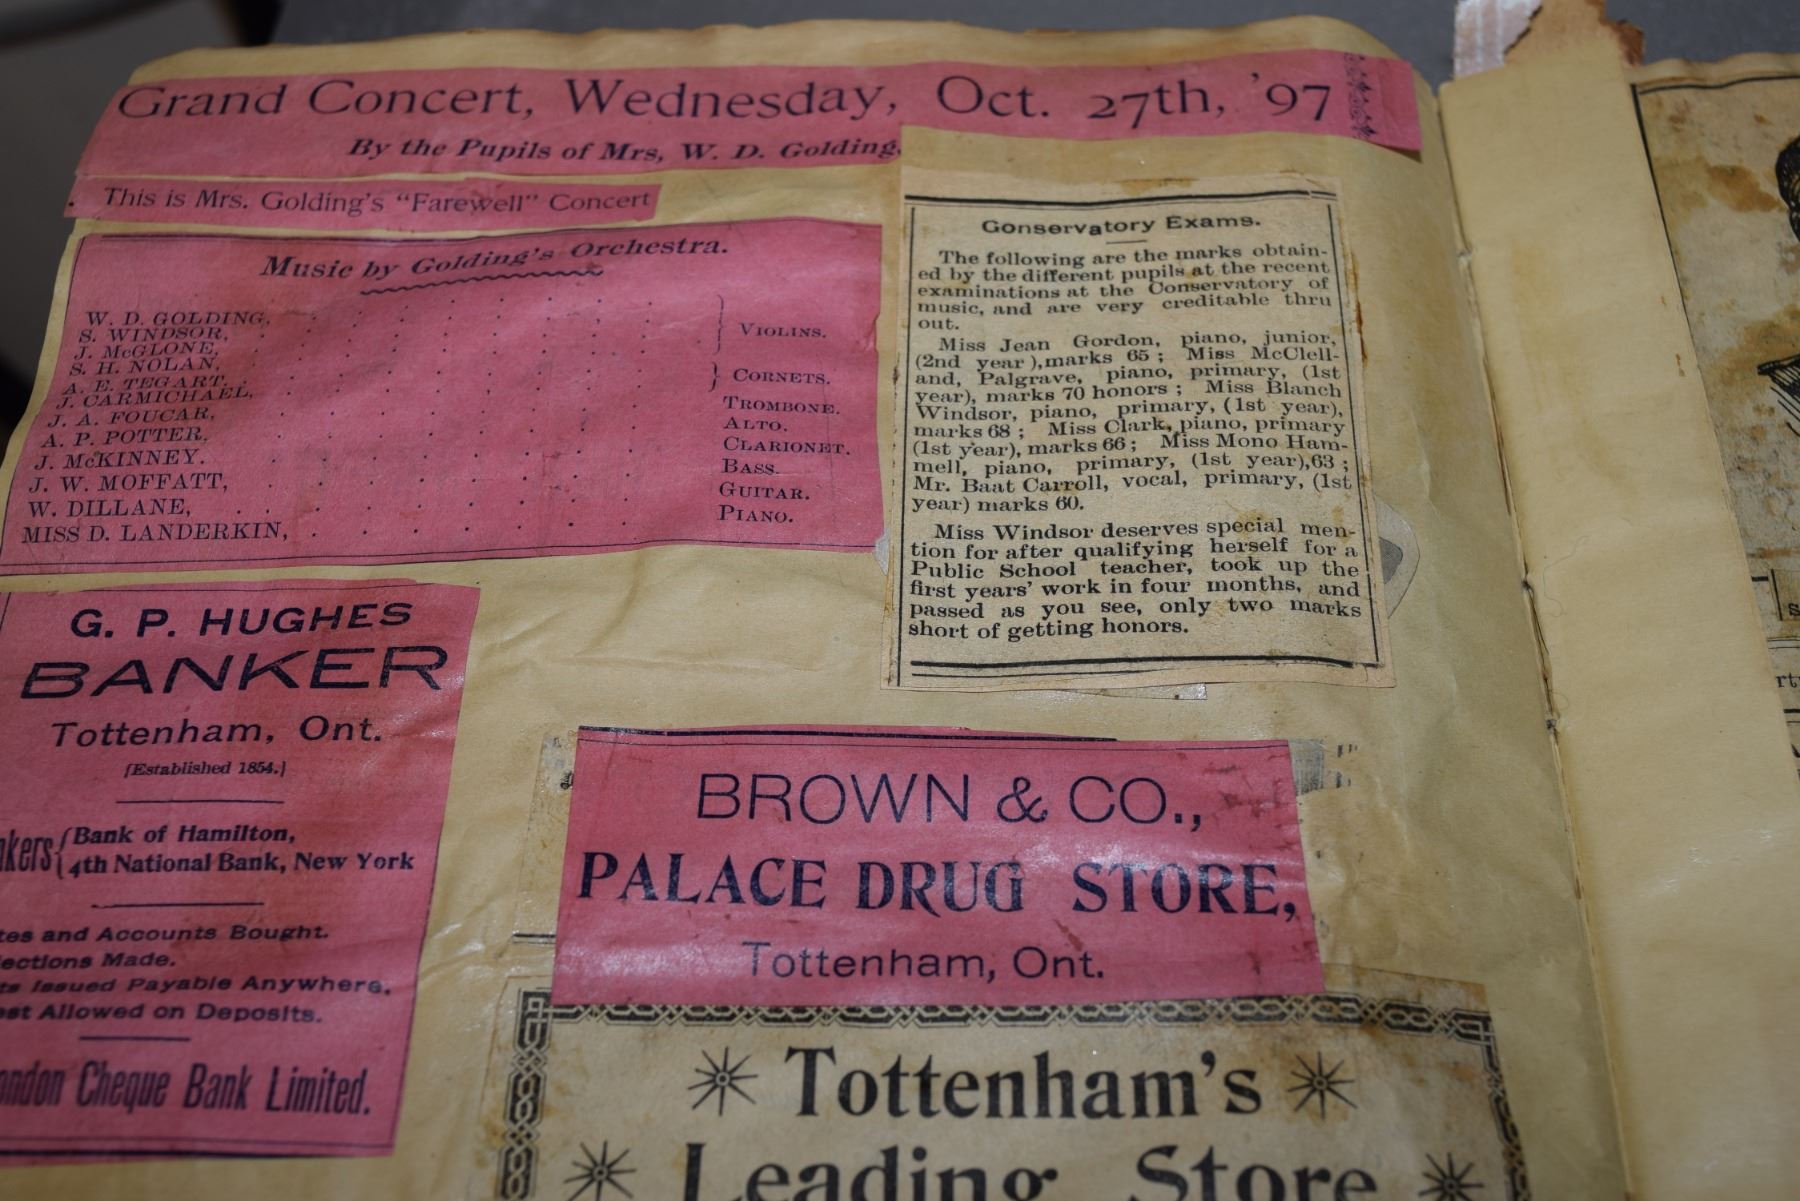 Grand Concert, Wednesday, Oct. 27th, '97
By the Pupils of Mrs, W. D. Golding.
This is Mrs. Golding's "Farewell" Concert
Music by Golding's Orchestra.
W. D. GOLDING,
S. WINDSOR,
J. McGLONE,
S. H. NOLAN,
A. E. TEGART,
J. CARMICHAEL,
J. A. FOUCAR,
A. P. POTTER,
J. McKINNEY.
J. W. MOFFATT,
W. DILLANE,
MISS D. LANDERKIN,
VIOLINS.
CORNETS.
TROMBONE.
ALTO.
CLARIONET.
BASS.
GUITAR.
PIANO.
Conservatory Exams.
The following are the marks obtain-
ed by the different pupils at the recent
examinations at the Conservatory of
music, and are very creditable thru
out.
Miss Jean Gordon, piano, junior,
(2nd year ),marks 65 ; Miss McClell-
and, Palgrave, piano, primary, (1st
year), marks 70 honors ; Miss Blanch
Windsor, piano, primary, (1st year),
marks 68 ; Miss Clark, piano, primary
(1st year), marks 66 ; Miss Mono Ham-
mell, piano, primary, (1st year),63 ;
Mr. Baat Carroll, vocal, primary, (1st
year) marks 60.
Miss Windsor deserves special men-
tion for after qualifying herself for a
Public School teacher, took up the
first years' work in four months, and
passed as you see, only two marks
short of getting honors.
G. P. HUGHES
BANKER
Tottenham, Ont.
[Established 1854.]
Bank of Hamilton,
4th National Bank, New York
and Accounts Bought.
Made.
Issued Payable Anywhere.
Allowed on Deposits.
Cheque Bank Limited.
BROWN & CO.,
PALACE DRUG STORE,
Tottenham, Ont.
Tottenham's
Leading Store